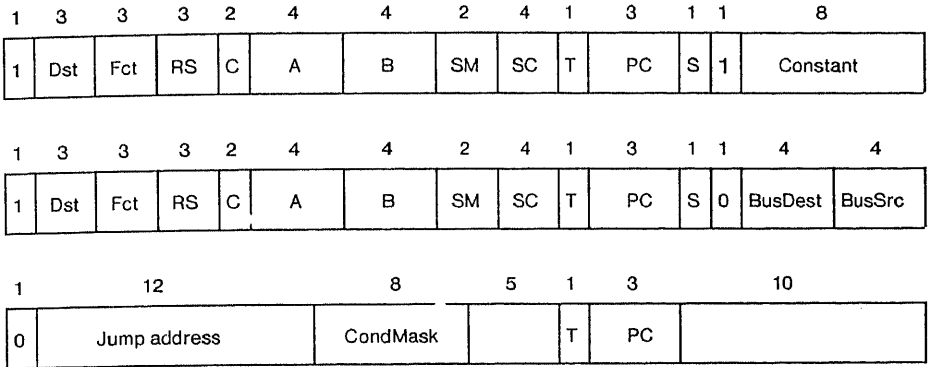 1 3 3 3 2 4 4 2 4 1 3 1 1 8
1 Dst Fct RS C A B SM SC T PC S 1 Constant
1 3 3 3 2 4 4 2 4 1 3 1 1 4 4
1 Dst Fct RS C A B SM SC T PC S 0 BusDest BusSrc
1 12 8 5 1 3 10
0 Jump address CondMask T PC